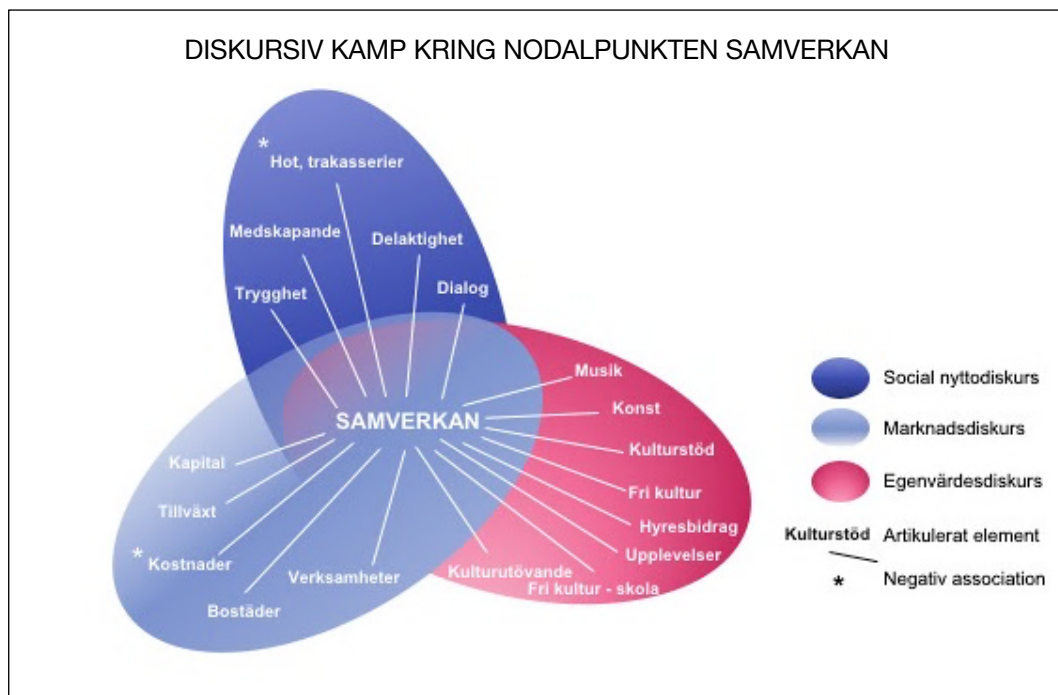 DISKURSIV KAMP KRING NODALPUNKTEN SAMVERKAN
* Hot, trakasserier
Medskapande
Delaktighet
Trygghet
Dialog
Musik
SAMVERKAN
Konst
Kulturstöd
Kapital
Fri kultur
Tillväxt
Hyresbidrag
* Kostnader
Upplevelser
Verksamheter
Kulturutövande
Fri kultur - skola
Bostäder
Social nyttodiskurs
Marknadsdiskurs
Egenvärdesdiskurs
Kulturstöd Artikulerat element
* Negativ association